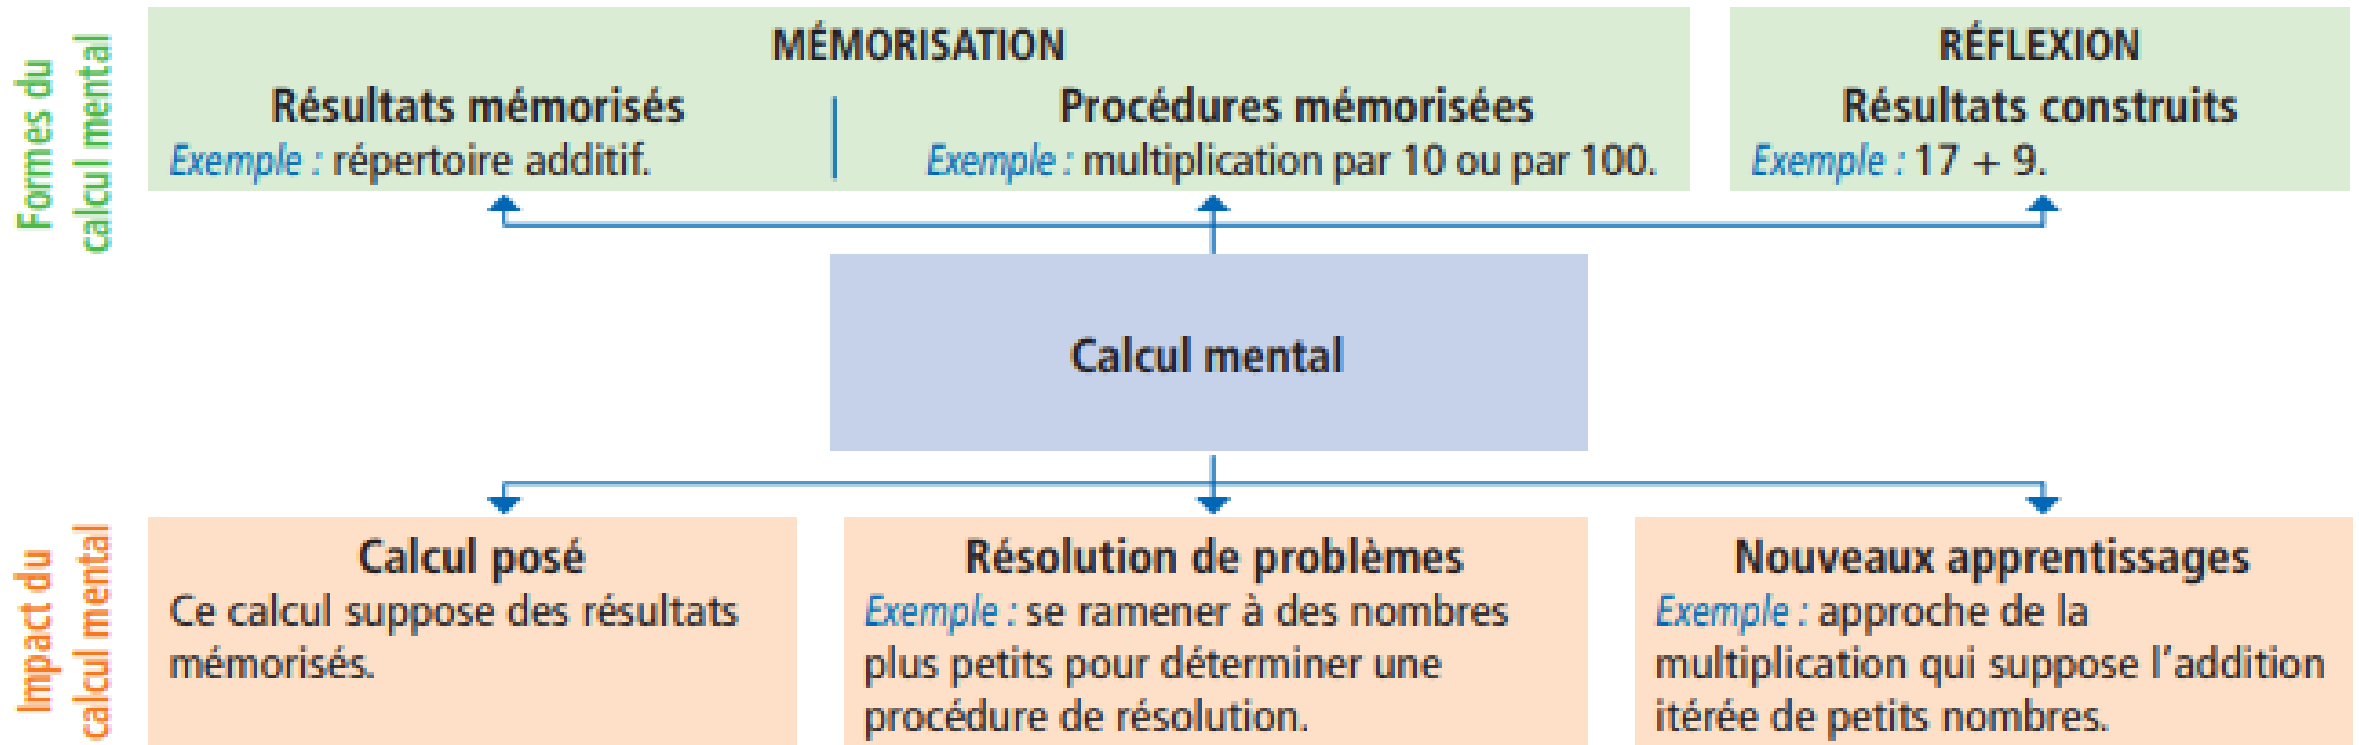 Formes du
calcul mental
MÉMORISATION
Résultats mémorisés
Exemple : répertoire additif.
Procédures mémorisées
Exemple : multiplication par 10 ou par 100.
RÉFLEXION
Résultats construits
Exemple : 17 + 9.
Calcul mental
Impact du
calcul mental
Calcul posé
Ce calcul suppose des résultats
mémorisés.
Résolution de problèmes
Exemple : se ramener à des nombres
plus petits pour déterminer une
procédure de résolution.
Nouveaux apprentissages
Exemple : approche de la
multiplication qui suppose l'addition
itérée de petits nombres.